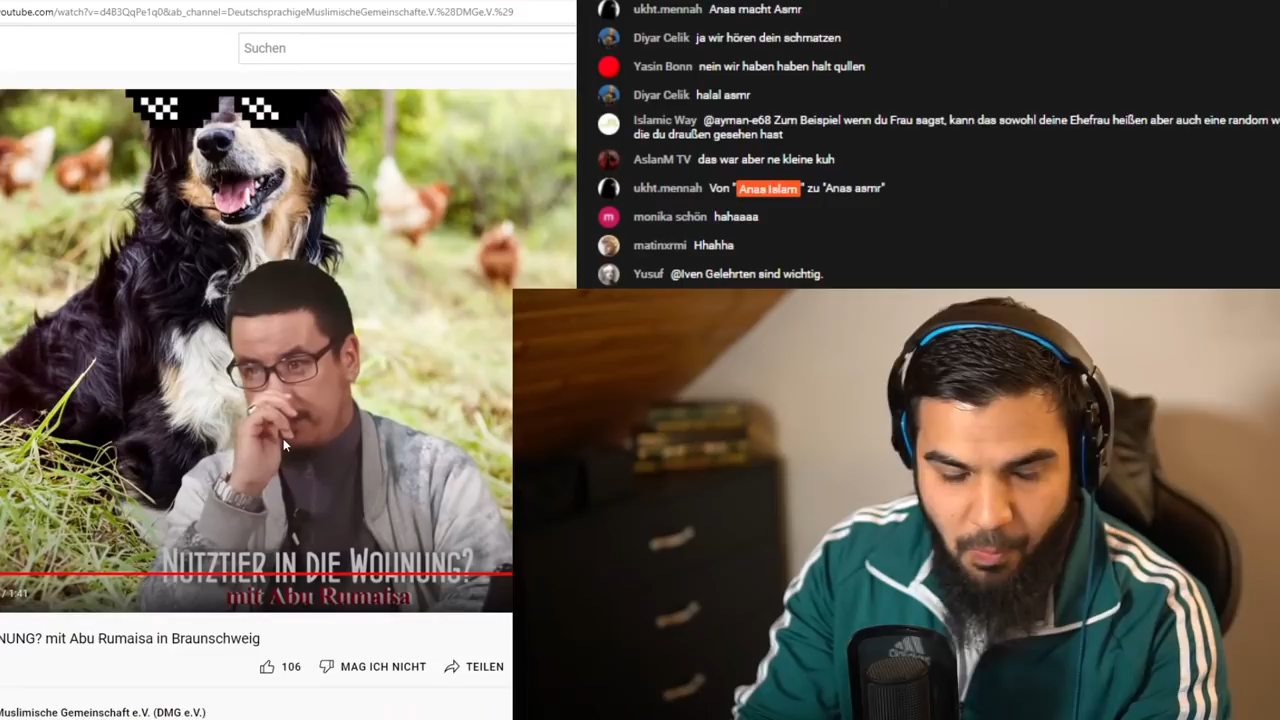 youtube.com/watch?v=d4B3QqPe1q0&ab_channel=DeutschsprachigeMuslimischeGemeinschafte.V.%28DMGe.V.%29
Suchen
NUTZTIER IN DIE WOHNUNG?
mit Abu Rumaisa
/ 1:41
NUNG? mit Abu Rumaisa in Braunschweig
106 MAG ICH NICHT TEILEN
Muslimische Gemeinschaft e.V. (DMG e.V.)
ukht.mennah Anas macht Asmr
Diyar Celik ja wir hören dein schmatzen
Yasin Bonn nein wir haben haben halt qullen
Diyar Celik halal asmr
Islamic Way @ayman-e68 Zum Beispiel wenn du Frau sagst, kann das sowohl deine Ehefrau heißen aber auch eine random w
die du draußen gesehen hast
AslanM TV das war aber ne kleine kuh
ukht.mennah Von "Anas Islam" zu "Anas asmr"
m monika schön hahaaaa
matinxrmi Hhahha
Yusuf @Iven Gelehrten sind wichtig.
adidas